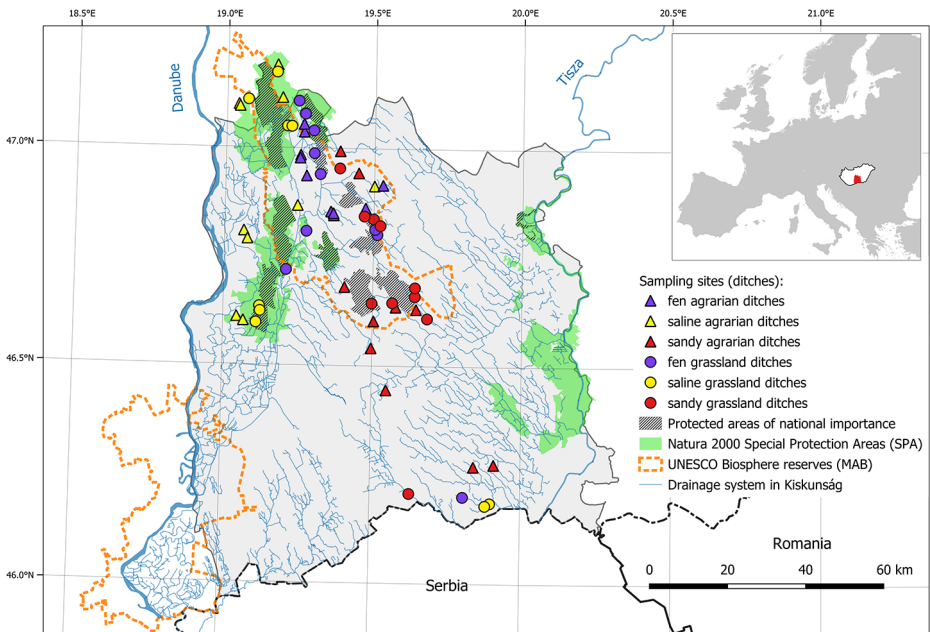 18.5°E 19.0°E 19.5°E 20.0°E 20.5°E 21.0°E
Danube
Tisza
47.0°N
46.5°N
46.0°N
Sampling sites (ditches):
fen agrarian ditches
saline agrarian ditches
sandy agrarian ditches
fen grassland ditches
saline grassland ditches
sandy grassland ditches
Protected areas of national importance
Natura 2000 Special Protection Areas (SPA)
UNESCO Biosphere reserves (MAB)
Drainage system in Kiskunság
Romania
Serbia
0 20 40 60 km